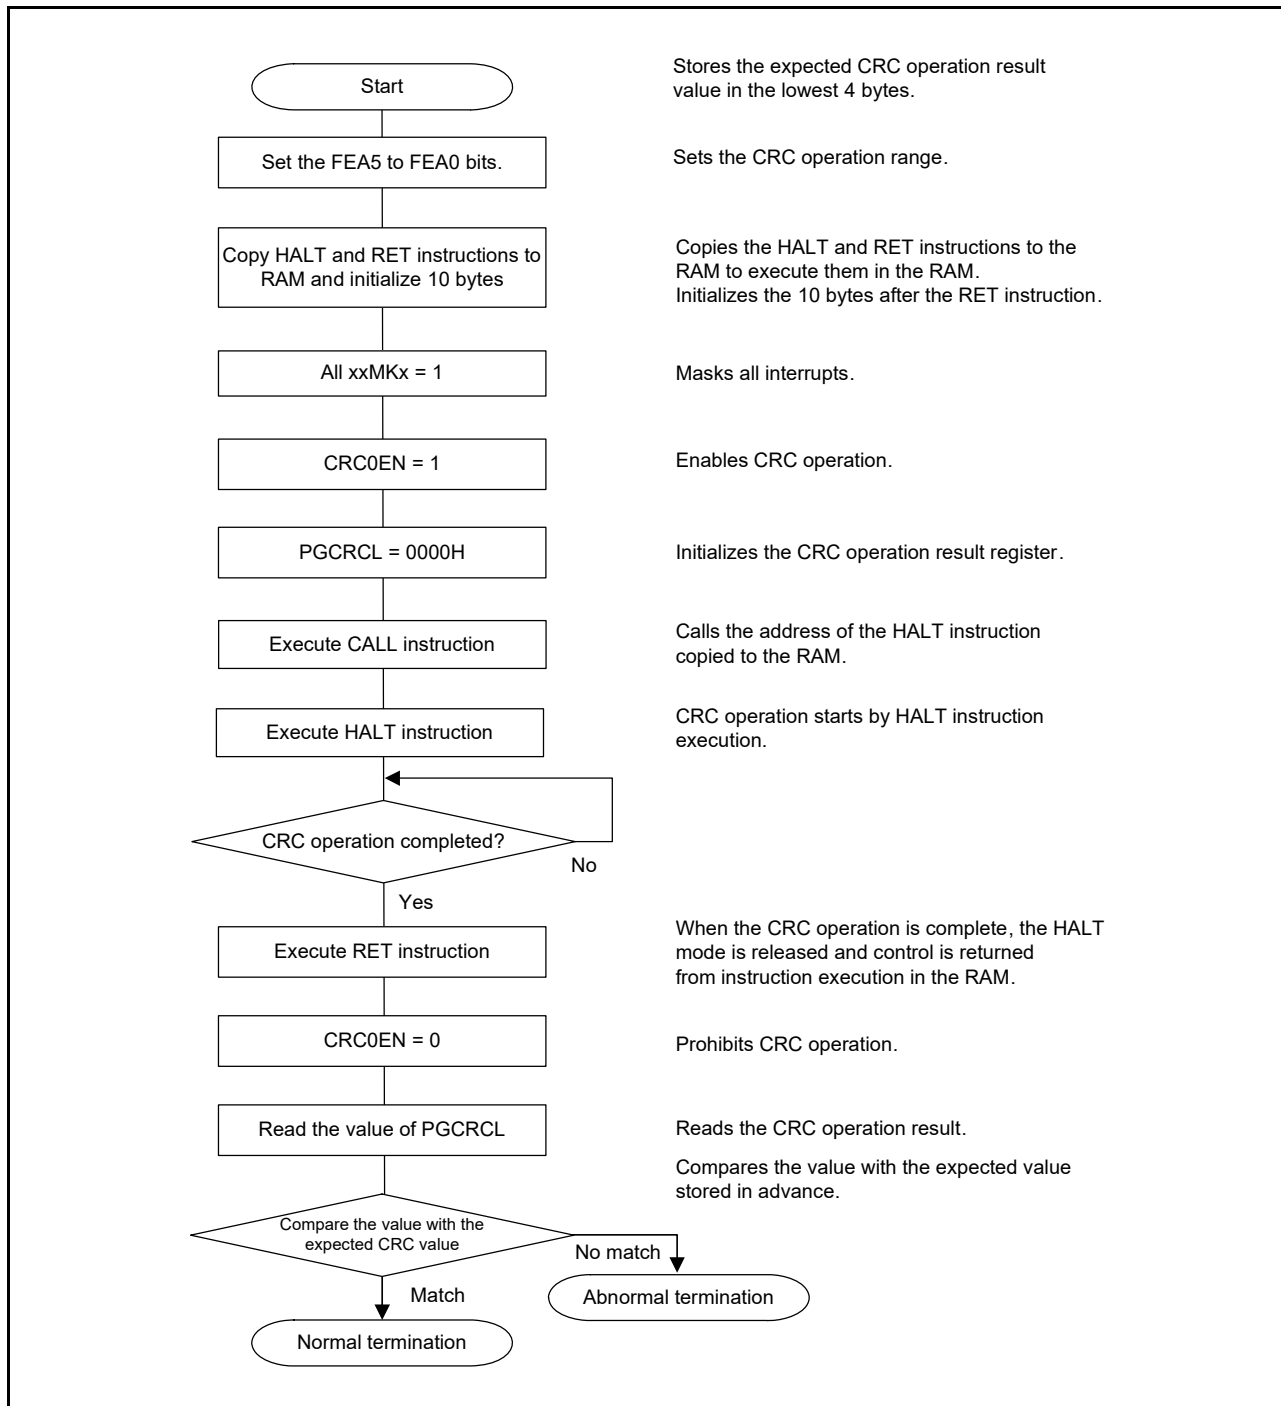 Start
Stores the expected CRC operation result
value in the lowest 4 bytes.
Set the FEA5 to FEA0 bits.
Sets the CRC operation range.
Copy HALT and RET instructions to
RAM and initialize 10 bytes
Copies the HALT and RET instructions to the
RAM to execute them in the RAM.
Initializes the 10 bytes after the RET instruction.
All xxMKx = 1
Masks all interrupts.
CRC0EN = 1
Enables CRC operation.
PGCRCL = 0000H
Initializes the CRC operation result register.
Execute CALL instruction
Calls the address of the HALT instruction
copied to the RAM.
Execute HALT instruction
CRC operation starts by HALT instruction
execution.
CRC operation completed?
No
Yes
Execute RET instruction
When the CRC operation is complete, the HALT
mode is released and control is returned
from instruction execution in the RAM.
CRC0EN = 0
Prohibits CRC operation.
Read the value of PGCRCL
Reads the CRC operation result.
Compares the value with the expected value
stored in advance.
Compare the value with the
expected CRC value
No match
Match
Abnormal termination
Normal termination